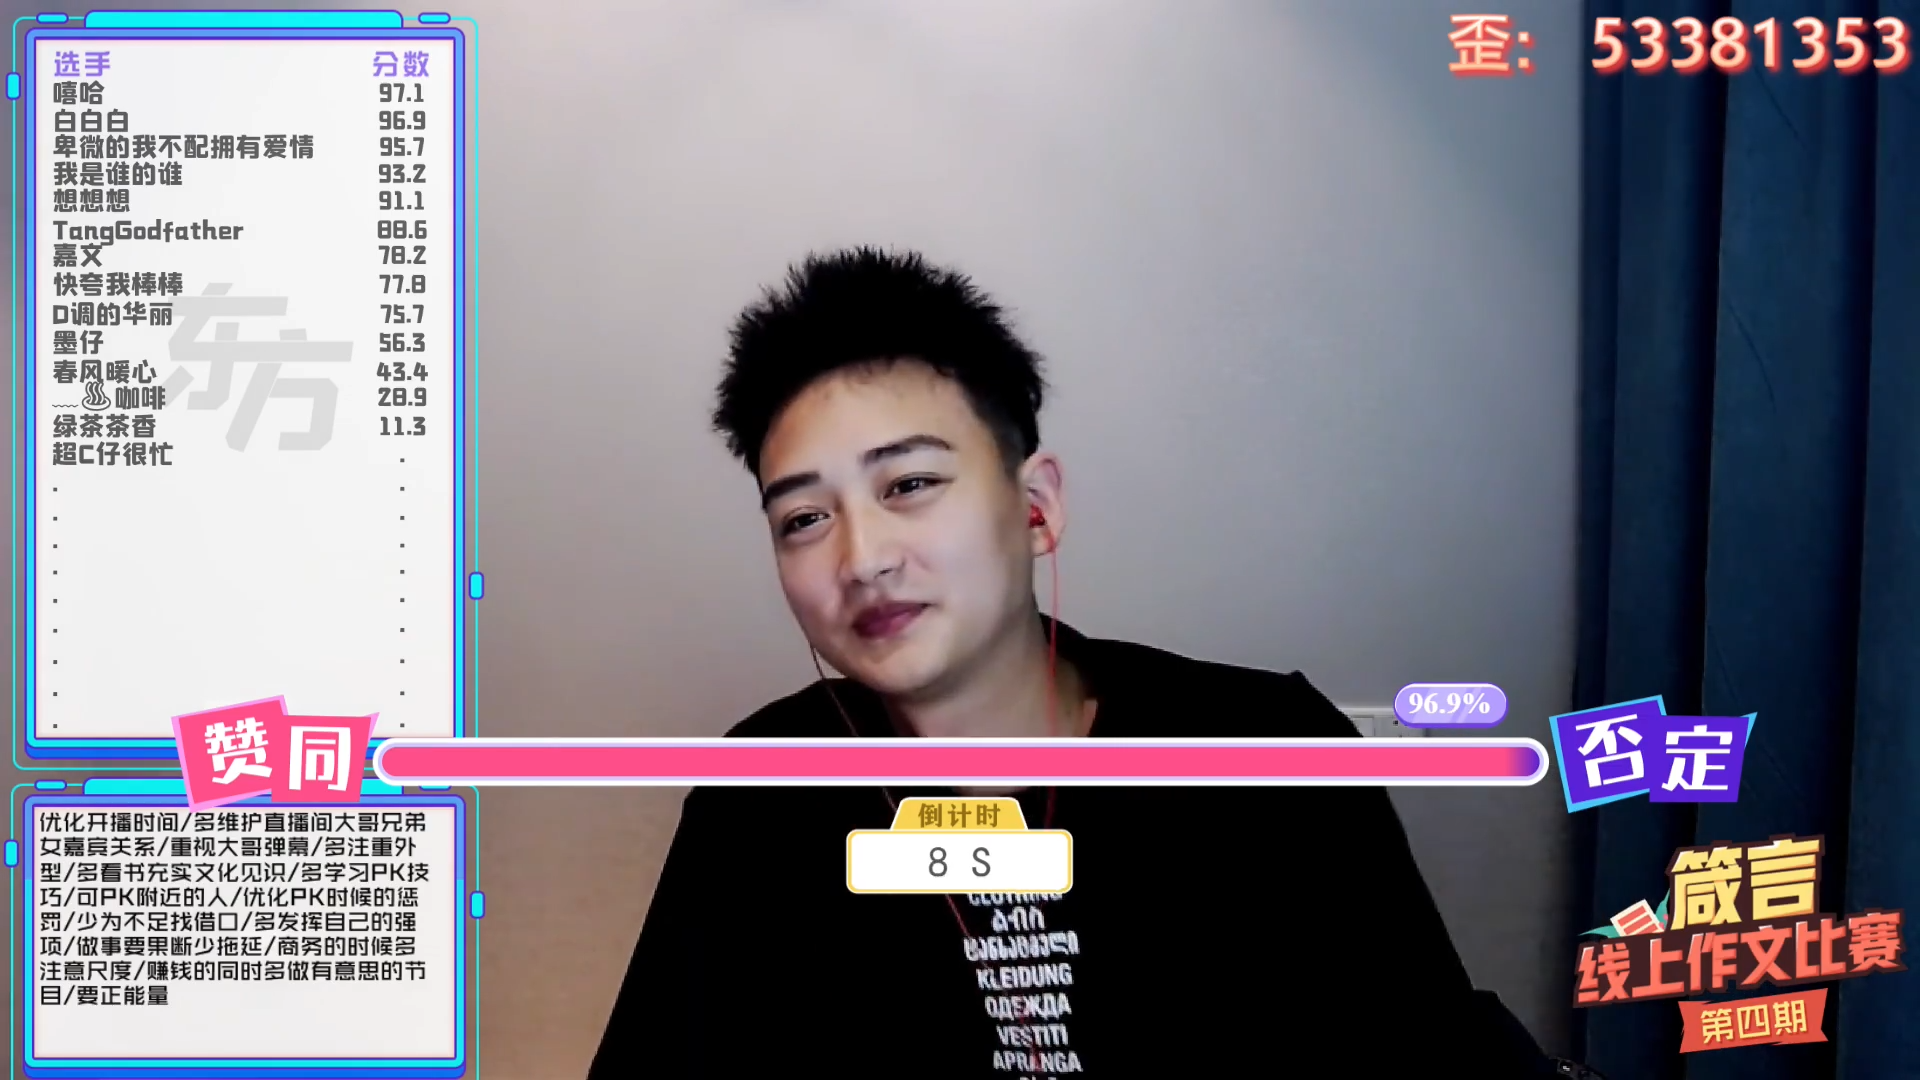 选手 分数
嘻哈 97.1
白白白 96.9
卑微的我不配拥有爱情 95.7
我是谁的谁 93.2
想想想 91.1
TangGodfather 88.6
嘉文 78.2
快夸我棒棒 77.8
D调的华丽 75.7
墨仔 56.3
春风暖心 43.4
﹏♨咖啡 28.9
绿茶茶香 11.3
超C仔很忙
东方
歪： 53381353
赞同
96.9%
否定
倒计时
8 S
优化开播时间/多维护直播间大哥兄弟
女嘉宾关系/重视大哥弹幕/多注重外
型/多看书充实文化见识/多学习PK技
巧/可PK附近的人/优化PK时候的惩
罚/少为不足找借口/多发挥自己的强
项/做事要果断少拖延/商务的时候多
注意尺度/赚钱的同时多做有意思的节
目/要正能量
CLOTHING
KLEIDUNG
ОДЕЖДА
VESTITI
APRANGA
箴言
线上作文比赛
第四期